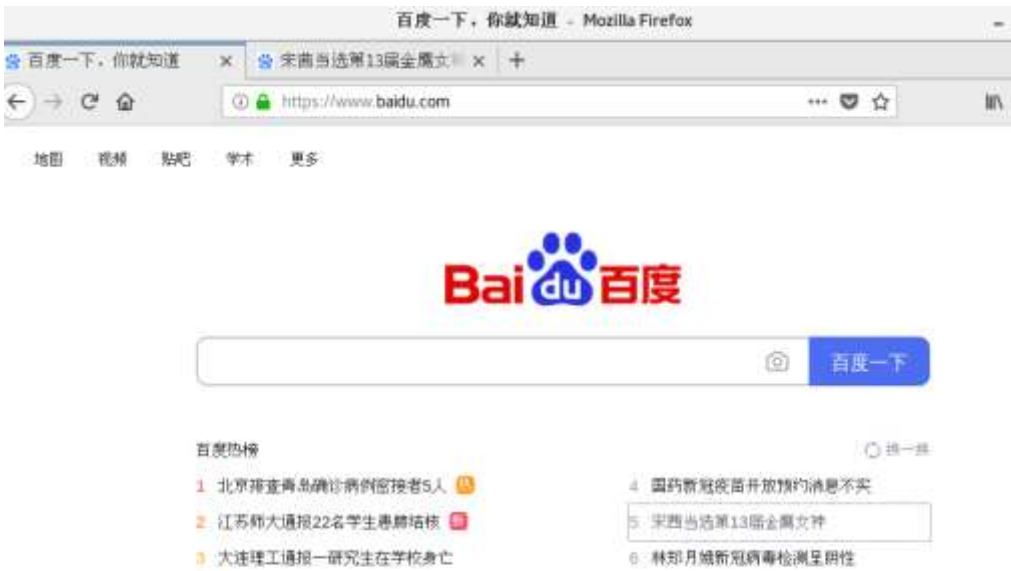 百度一下，你就知道 - Mozilla Firefox
百度一下，你就知道 × 宋茜当选第13届金鹰女 × +
https://www.baidu.com
地图 视频 贴吧 学术 更多
Bai du 百度
百度一下
百度热榜 换一换
1 北京排查青岛确诊病例密接者5人 热
4 国药新冠疫苗开放预约消息不实
2 江苏师大通报22名学生患肺结核 新
5 宋茜当选第13届金鹰女神
3 大连理工通报一研究生在学校身亡
6 林郑月娥新冠病毒检测呈阴性